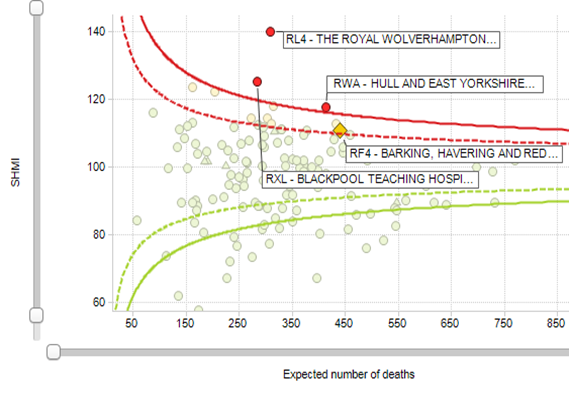 140
RL4 - THE ROYAL WOLVERHAMPTON...
RWA - HULL AND EAST YORKSHIRE...
120
RF4 - BARKING, HAVERING AND RED...
100
RXL - BLACKPOOL TEACHING HOSPI...
SHMI
80
60
50 150 250 350 450 550 650 750 850
Expected number of deaths